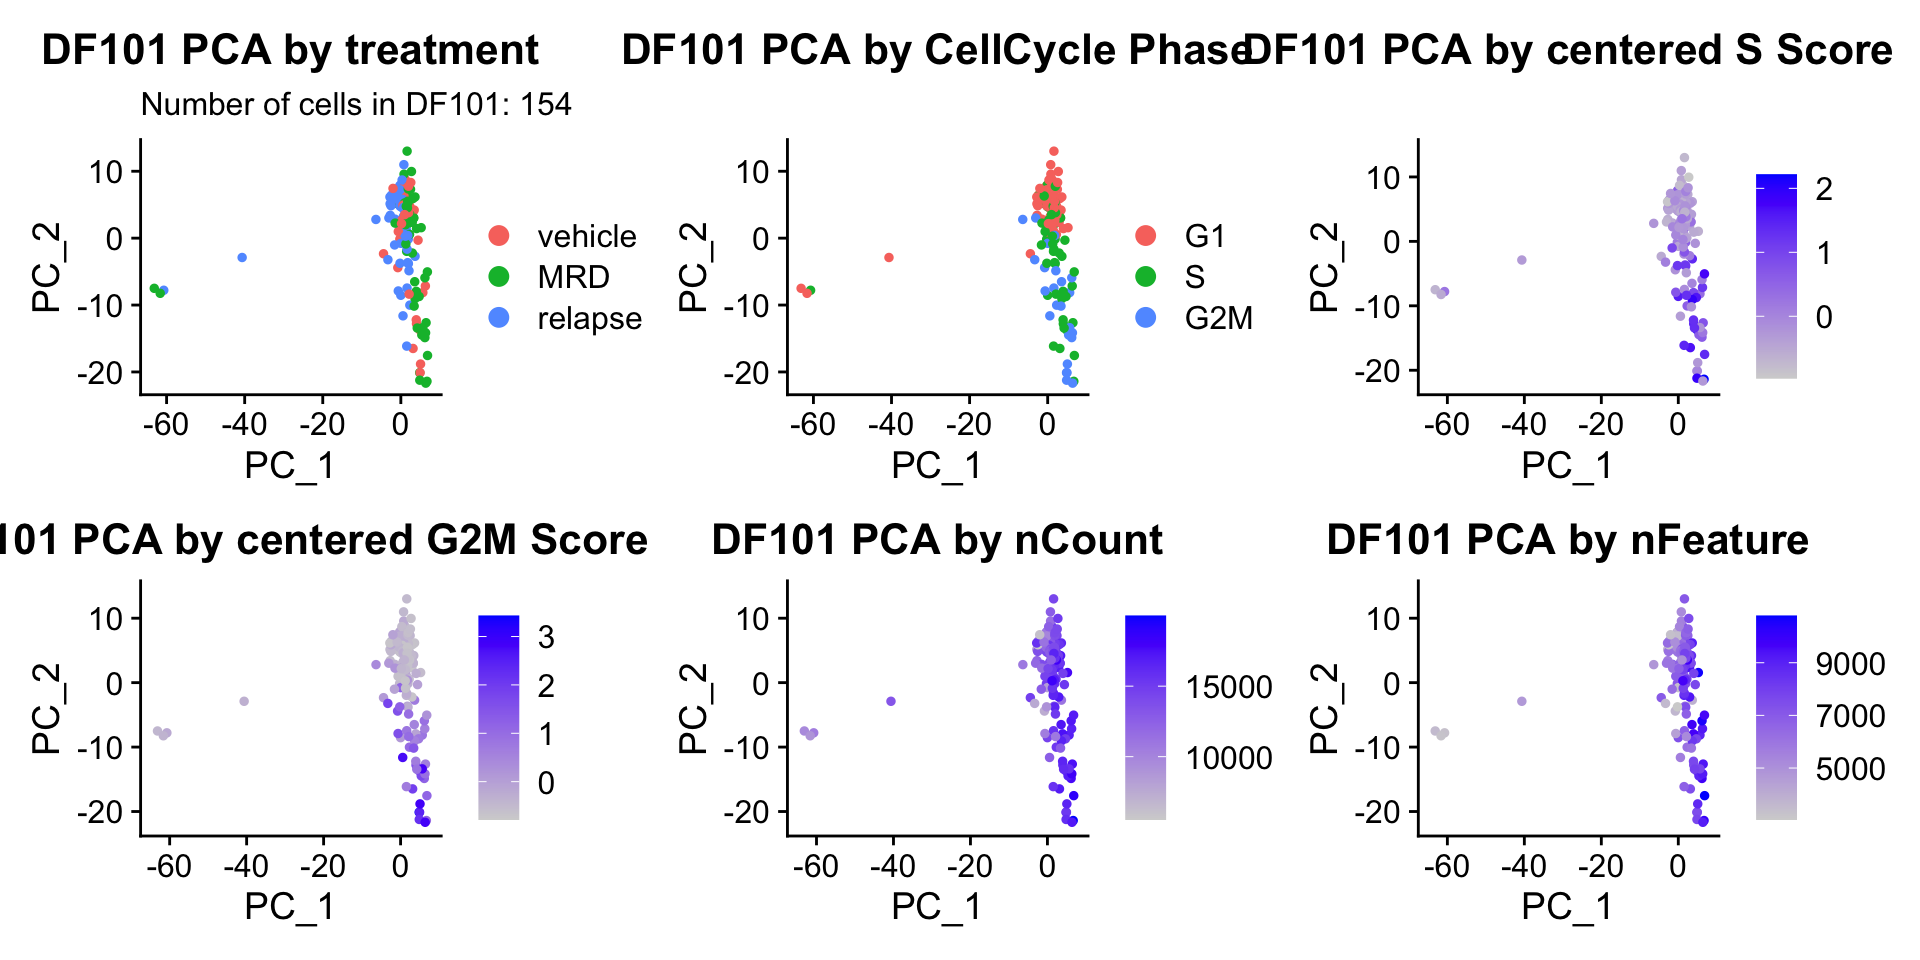 DF101 PCA by treatment
Number of cells in DF101: 154
10
0
-10
-20
PC_2
-60 -40 -20 0
PC_1
vehicle
MRD
relapse
DF101 PCA by CellCycle Phase
10
0
-10
-20
PC_2
-60 -40 -20 0
PC_1
G1
S
G2M
DF101 PCA by centered S Score
10
0
-10
-20
PC_2
-60 -40 -20 0
PC_1
2
1
0
101 PCA by centered G2M Score
10
0
-10
-20
PC_2
-60 -40 -20 0
PC_1
3
2
1
0
DF101 PCA by nCount
10
0
-10
-20
PC_2
-60 -40 -20 0
PC_1
15000
10000
DF101 PCA by nFeature
10
0
-10
-20
PC_2
-60 -40 -20 0
PC_1
9000
7000
5000